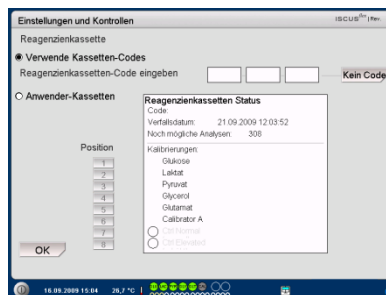 Einstellungen und Kontrollen
ISCUS flex | Rev.
Reagenzienkassette
Verwende Kassetten-Codes
Reagenzienkassetten-Code eingeben
Kein Code
Anwender-Kassetten
Reagenzienkassetten Status
Code:
Verfallsdatum: 21.09.2009 12:03:52
Noch mögliche Analysen: 308
Kalibrierungen:
Position
1 Glukose
2 Laktat
3 Pyruvat
4 Glycerol
5 Glutamat
6 Calibrator A
7 Ctrl Normal
8 Ctrl Elevated
OK
16.09.2009 15:04 26,7 °C